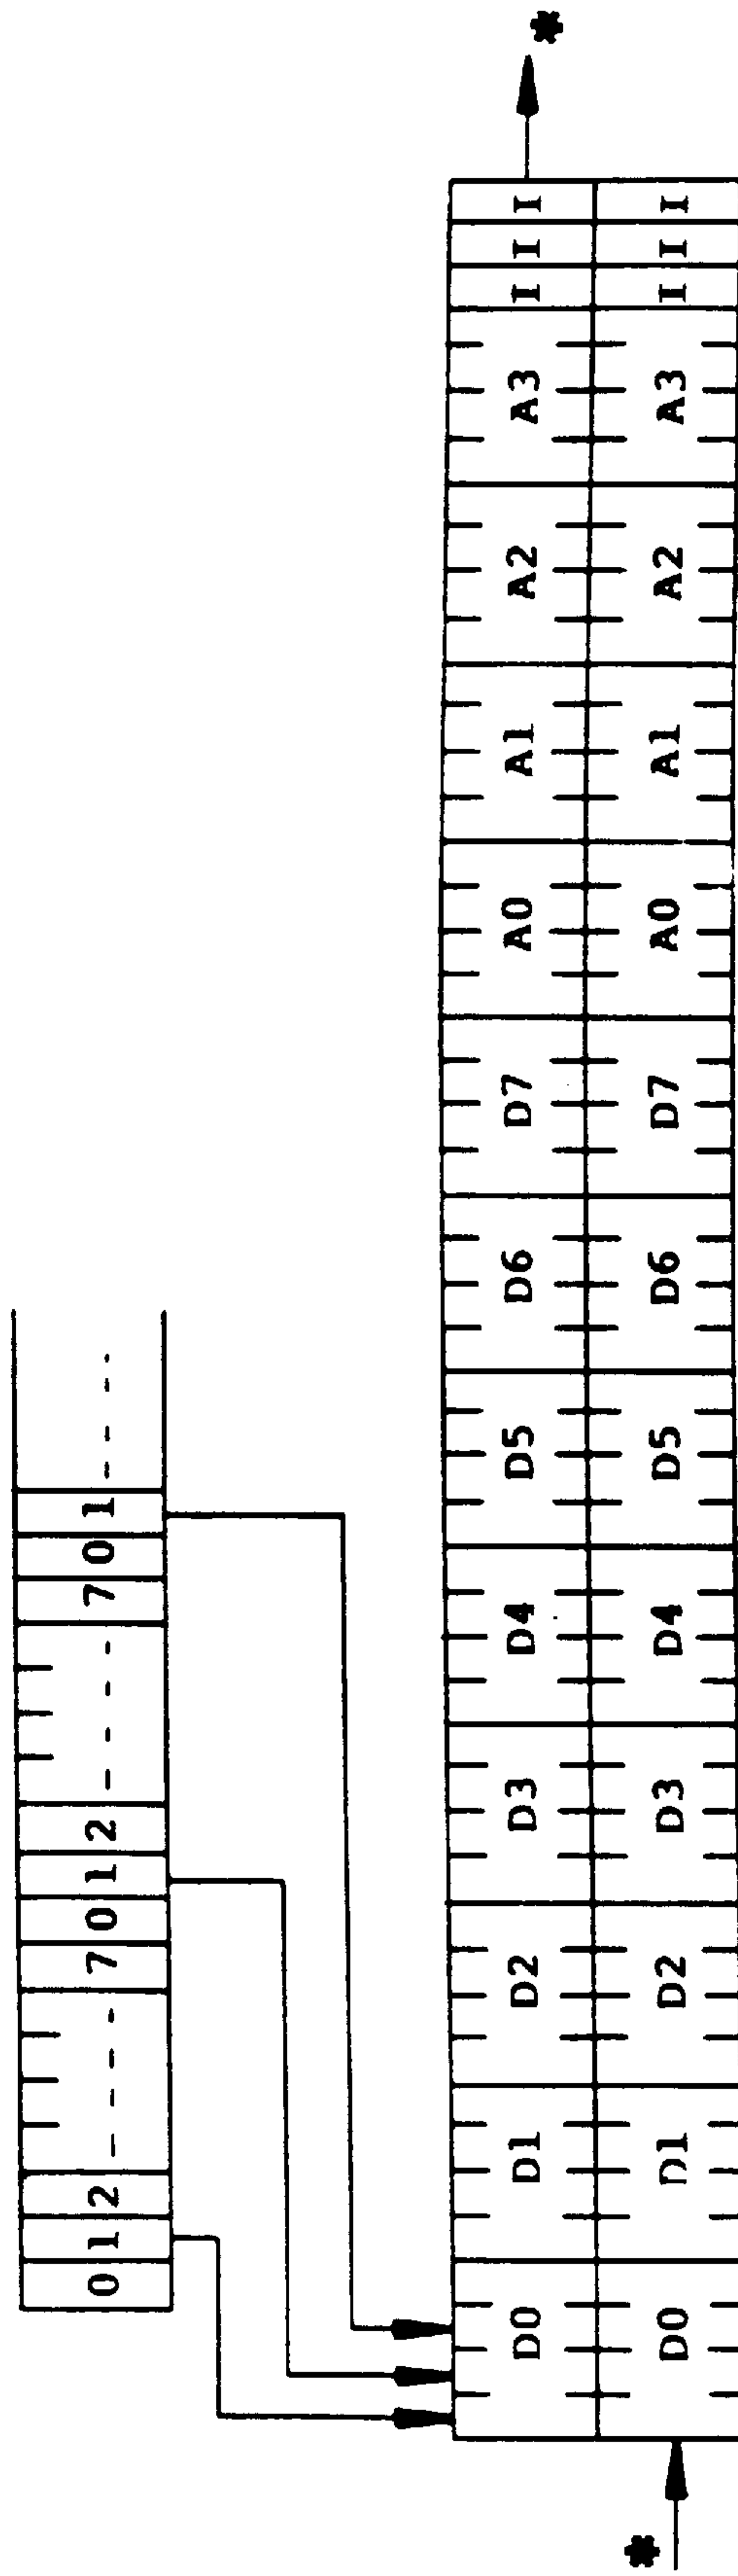 0 1 2 - - - - 7 0 1 2 - - - - 7 0 1 - - - -
*
D0 D1 D2 D3 D4 D5 D6 D7 A0 A1 A2 A3 I I I
D0 D1 D2 D3 D4 D5 D6 D7 A0 A1 A2 A3 I I I
*